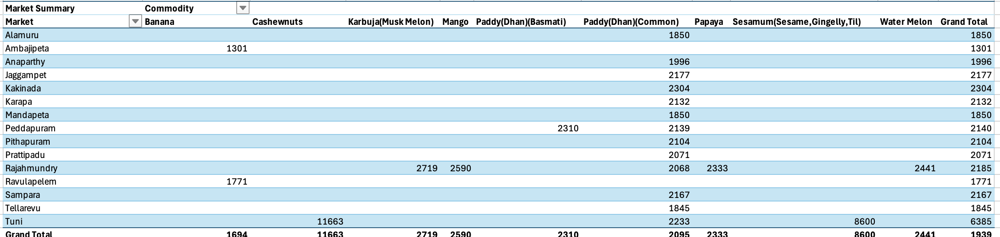 Market Summary Commodity
Market Banana Cashewnuts Karbuja(Musk Melon) Mango Paddy(Dhan)(Basmati) Paddy(Dhan)(Common) Papaya Sesamum(Sesame,Gingelly,Til) Water Melon Grand Total
Alamuru 1850 1850
Ambajipeta 1301 1301
Anaparthy 1996 1996
Jaggampet 2177 2177
Kakinada 2304 2304
Karapa 2132 2132
Mandapeta 1850 1850
Peddapuram 2310 2139 2140
Pithapuram 2104 2104
Prattipadu 2071 2071
Rajahmundry 2719 2590 2068 2333 2441 2185
Ravulapelem 1771 1771
Sampara 2167 2167
Tellarevu 1845 1845
Tuni 11663 2233 8600 6385
Grand Total 1694 11663 2719 2590 2310 2095 2333 8600 2441 1939